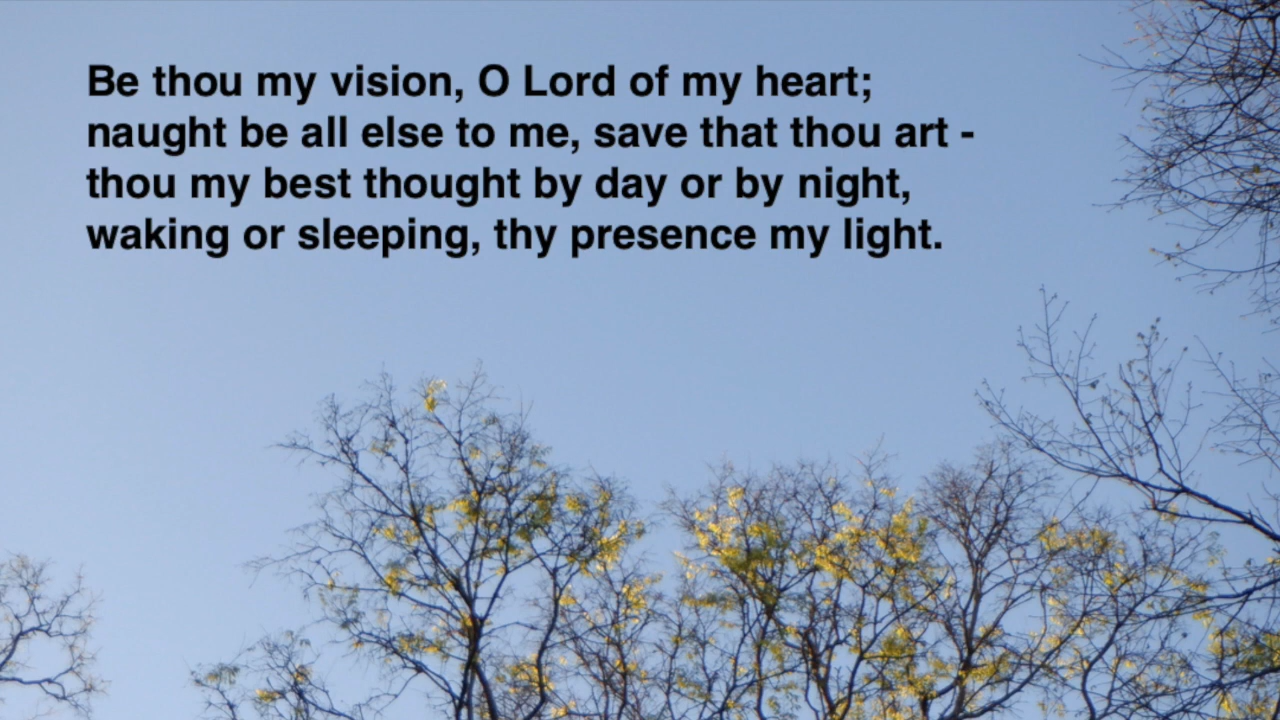 Be thou my vision, O Lord of my heart;
naught be all else to me, save that thou art -
thou my best thought by day or by night,
waking or sleeping, thy presence my light.